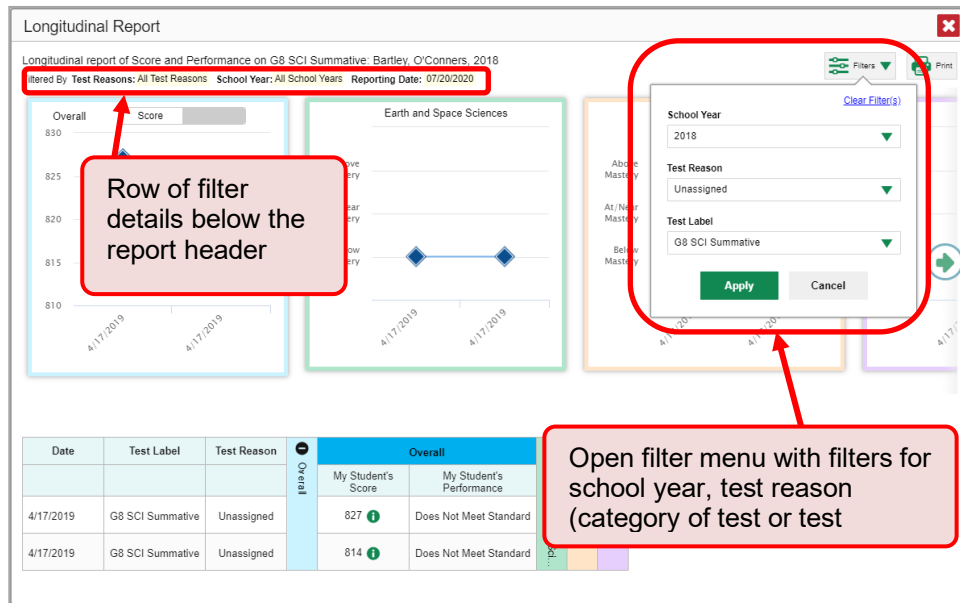 Longitudinal Report
Longitudinal report of Score and Performance on G8 SCI Summative: Bartley, O'Conners, 2018
iltered By Test Reasons: All Test Reasons School Year: All School Years Reporting Date: 07/20/2020
Filters
Print
Clear Filter(s)
School Year
2018
Test Reason
Unassigned
Test Label
G8 SCI Summative
Apply Cancel
Overall Score
830
825
820
815
810
4/17/2019 4/17/2019
Earth and Space Sciences
ove
ery
ear
ery
ow
ery
4/17/2019 4/17/2019
Above
Mastery
At/Near
Mastery
Below
Mastery
Row of filter
details below the
report header
Open filter menu with filters for
school year, test reason
(category of test or test
Date Test Label Test Reason Overall Overall
My Student's Score My Student's Performance
4/17/2019 G8 SCI Summative Unassigned 827 Does Not Meet Standard
4/17/2019 G8 SCI Summative Unassigned 814 Does Not Meet Standard
Sci...